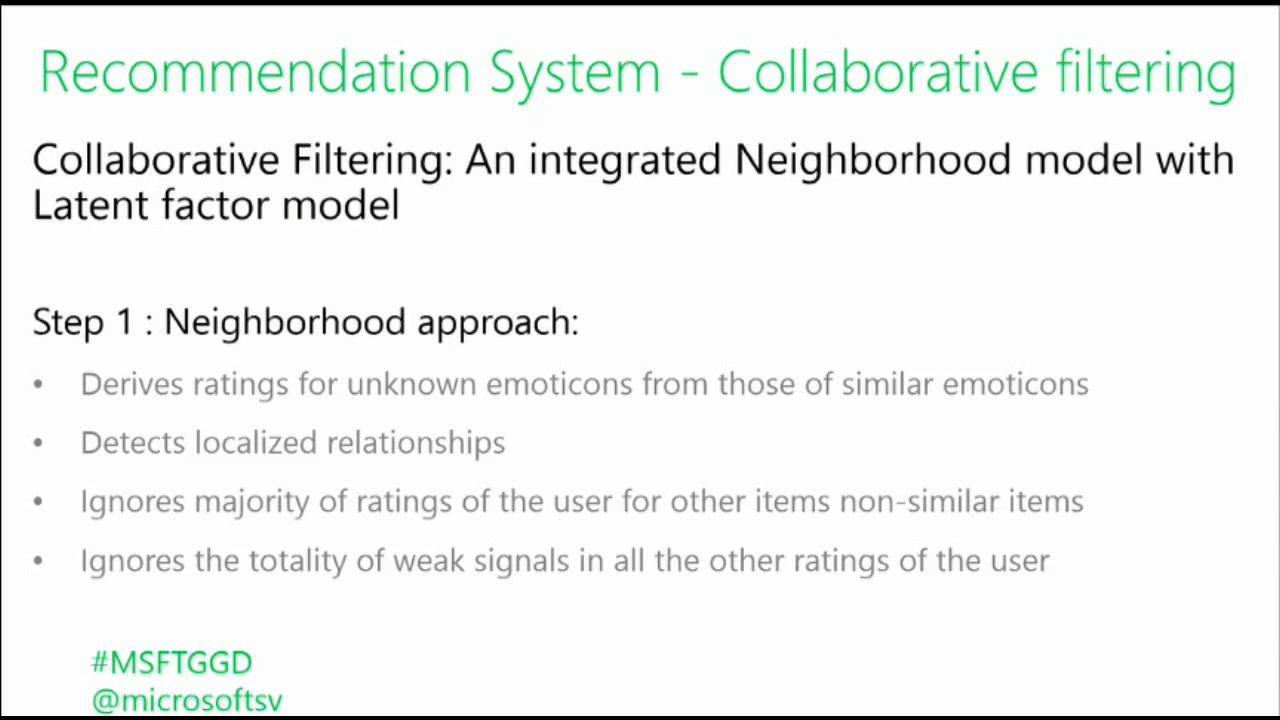 Recommendation System - Collaborative filtering
Collaborative Filtering: An integrated Neighborhood model with
Latent factor model
Step 1 : Neighborhood approach:
• Derives ratings for unknown emoticons from those of similar emoticons
• Detects localized relationships
• Ignores majority of ratings of the user for other items non-similar items
• Ignores the totality of weak signals in all the other ratings of the user
#MSFTGGD
@microsoftsv